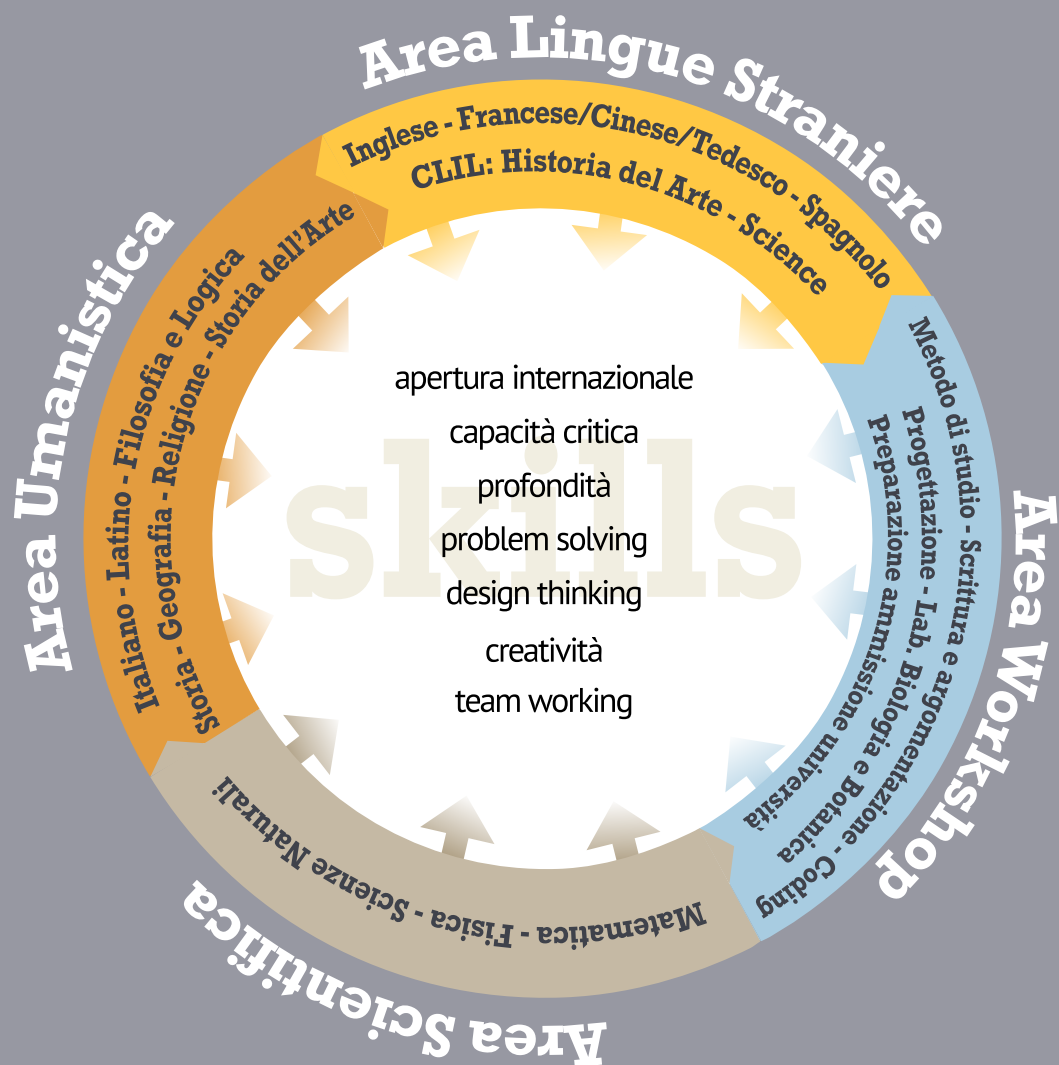 Area Lingue Straniere
Inglese - Francese/Cinese/Tedesco - Spagnolo
CLIL: Historia del Arte - Science
Area Workshop
Metodo di studio - Scrittura e argomentazione - Coding
Progettazione - Lab. Biologia e Botanica
Preparazione ammissione università
Area Scientifica
Matematica - Fisica - Scienze Naturali
Area Umanistica
Italiano - Latino - Filosofia e Logica
Storia - Geografia - Religione - Storia dell'Arte
skills
apertura internazionale
capacità critica
profondità
problem solving
design thinking
creatività
team working